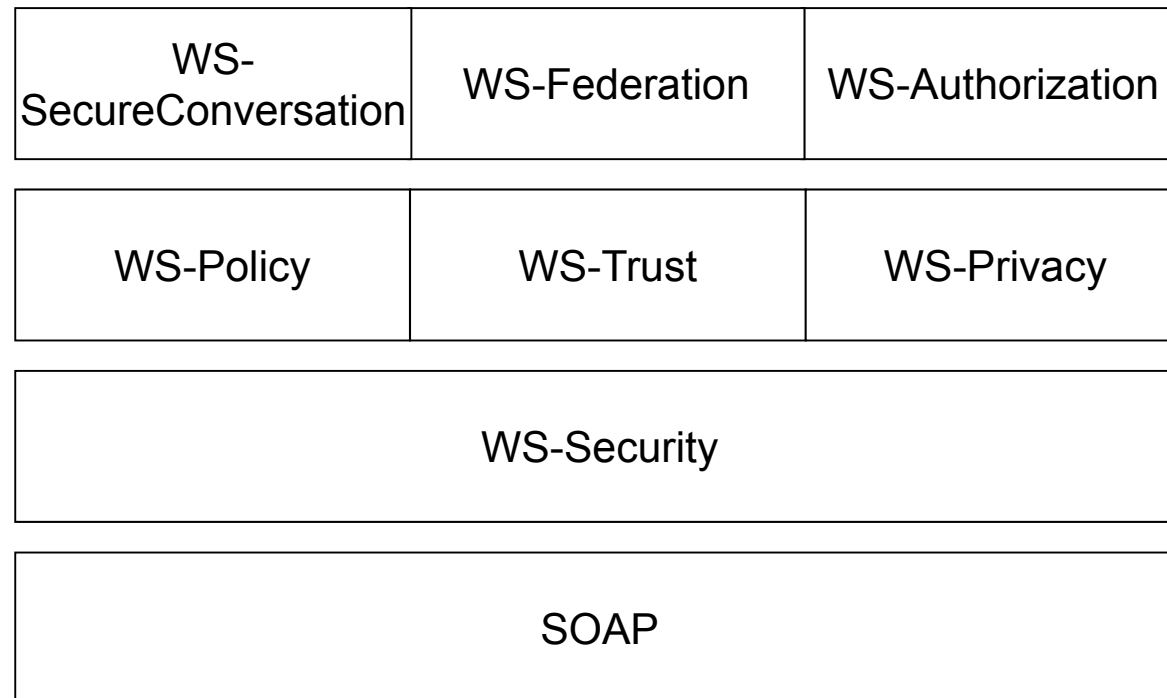 WS-
SecureConversation
WS-Federation
WS-Authorization
WS-Policy
WS-Trust
WS-Privacy
WS-Security
SOAP